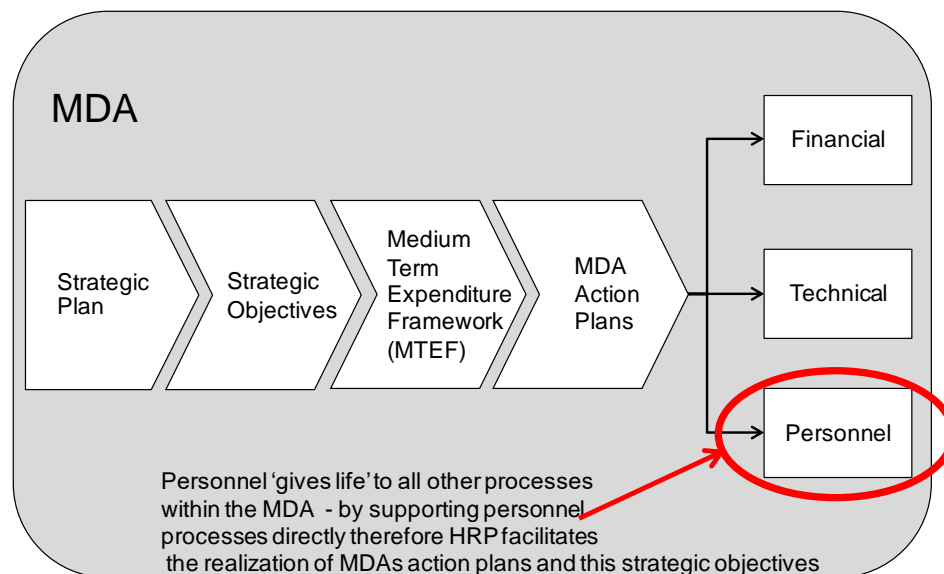 MDA
Strategic
Plan
Strategic
Objectives
Medium
Term
Expenditure
Framework
(MTEF)
MDA
Action
Plans
Financial
Technical
Personnel
Personnel ‘gives life’ to all other processes
within the MDA - by supporting personnel
processes directly therefore HRP facilitates
the realization of MDAs action plans and this strategic objectives